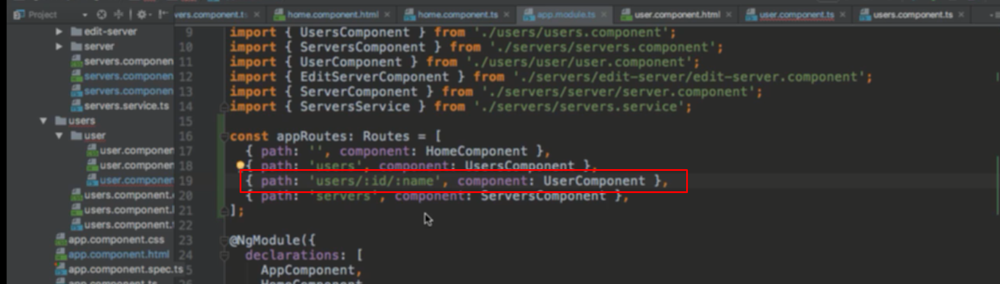 Project
vers.component.ts
home.component.html
home.component.ts
app.module.ts
user.component.html
user.component.ts
users.component.ts
edit-server
server
servers.componen
servers.componen
servers.componen
servers.service.ts
users
user
user.componen
user.componen
user.componen
users.component.
users.component.
users.component.
app.component.css
app.component.html
app.component.spec.ts
app.component.ts
9 import { UsersComponent } from './users/users.component';
10 import { ServersComponent } from './servers/servers.component';
11 import { UserComponent } from './users/user/user.component';
12 import { EditServerComponent } from './servers/edit-server/edit-server.component';
13 import { ServerComponent } from './servers/server/server.component';
14 import { ServersService } from './servers/servers.service';
15
16 const appRoutes: Routes = [
17 { path: '', component: HomeComponent },
18 { path: 'users', component: UsersComponent },
19 { path: 'users/:id/:name', component: UserComponent },
20 { path: 'servers', component: ServersComponent },
21 ];
22
23 @NgModule({
24 declarations: [
5 AppComponent,
26 HomeComponent